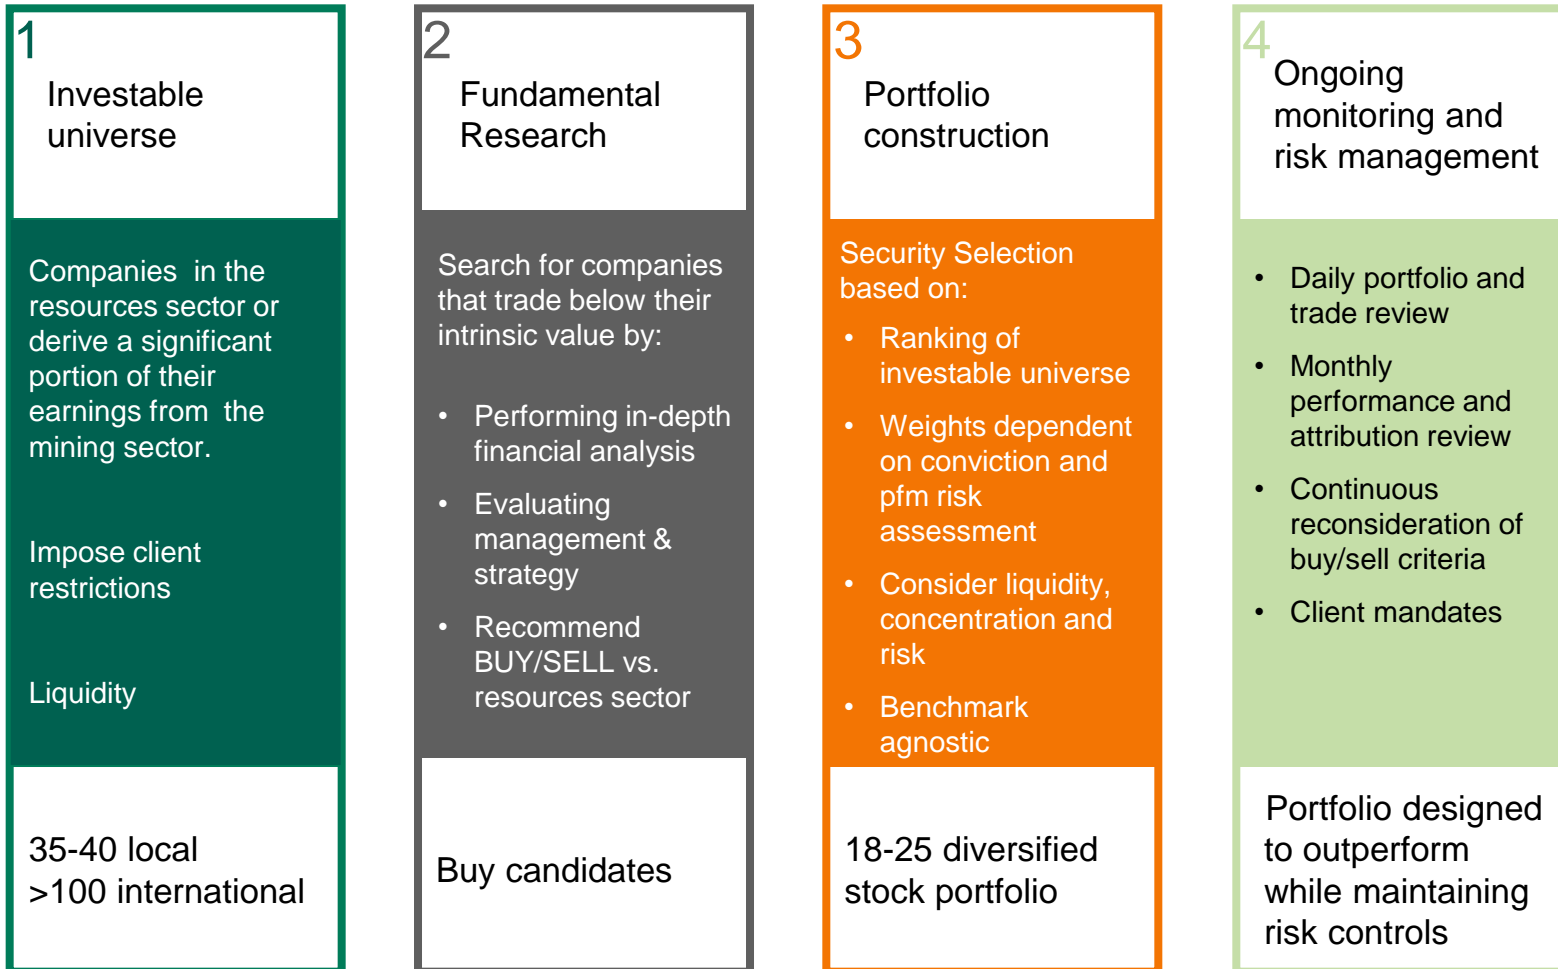 1
Investable
universe
Companies in the
resources sector or
derive a significant
portion of their
earnings from the
mining sector.
Impose client
restrictions
Liquidity
35-40 local
>100 international
2
Fundamental
Research
Search for companies
that trade below their
intrinsic value by:
• Performing in-depth
financial analysis
• Evaluating
management &
strategy
• Recommend
BUY/SELL vs.
resources sector
Buy candidates
3
Portfolio
construction
Security Selection
based on:
• Ranking of
investable universe
• Weights dependent
on conviction and
pfm risk
assessment
• Consider liquidity,
concentration and
risk
• Benchmark
agnostic
18-25 diversified
stock portfolio
4
Ongoing
monitoring and
risk management
• Daily portfolio and
trade review
• Monthly
performance and
attribution review
• Continuous
reconsideration of
buy/sell criteria
• Client mandates
Portfolio designed
to outperform
while maintaining
risk controls